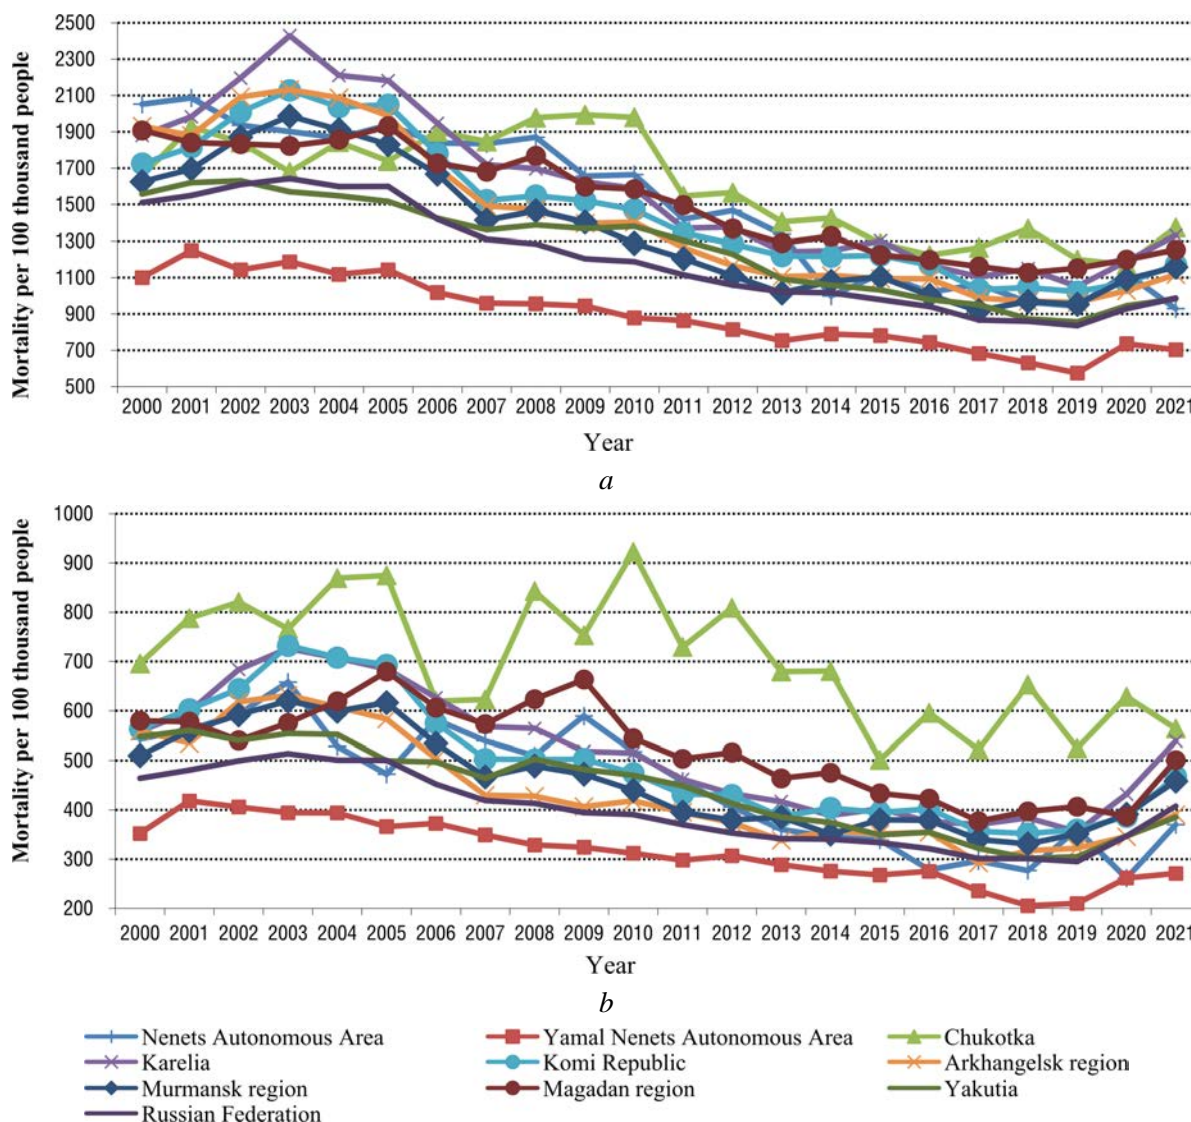 Mortality per 100 thousand people
2500
2300
2100
1900
1700
1500
1300
1100
900
700
500
2000 2001 2002 2003 2004 2005 2006 2007 2008 2009 2010 2011 2012 2013 2014 2015 2016 2017 2018 2019 2020 2021
Year
a
Mortality per 100 thousand people
1000
900
800
700
600
500
400
300
200
2000 2001 2002 2003 2004 2005 2006 2007 2008 2009 2010 2011 2012 2013 2014 2015 2016 2017 2018 2019 2020 2021
Year
b
Nenets Autonomous Area Yamal Nenets Autonomous Area Chukotka
Karelia Komi Republic Arkhangelsk region
Murmansk region Magadan region Yakutia
Russian Federation